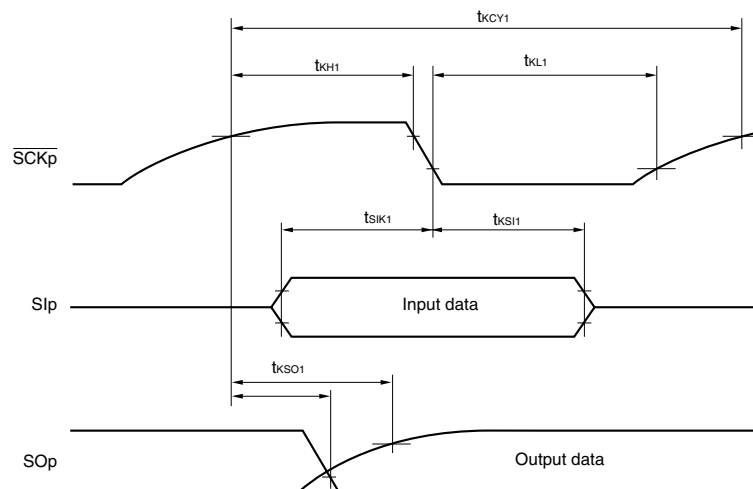 tKCY1
tKH1
tKL1
SCKp
tSIK1
tKSI1
SIp
Input data
tKSO1
SOp
Output data